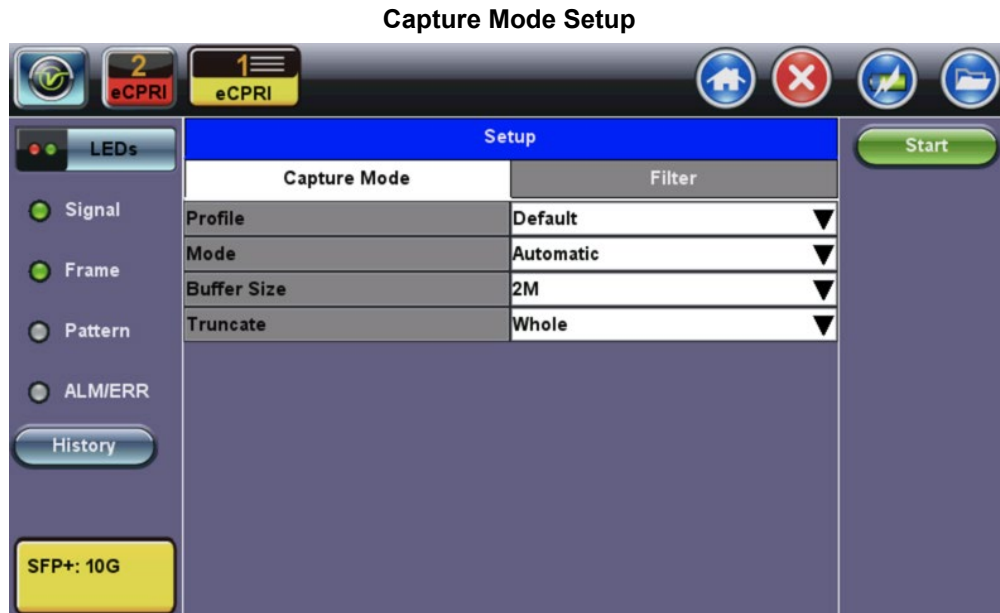 Capture Mode Setup
2
eCPRI
1
eCPRI
LEDs
Setup
Start
Capture Mode
Filter
Signal
Profile
Default
Mode
Automatic
Frame
Buffer Size
2M
Truncate
Whole
Pattern
ALM/ERR
History
SFP+: 10G